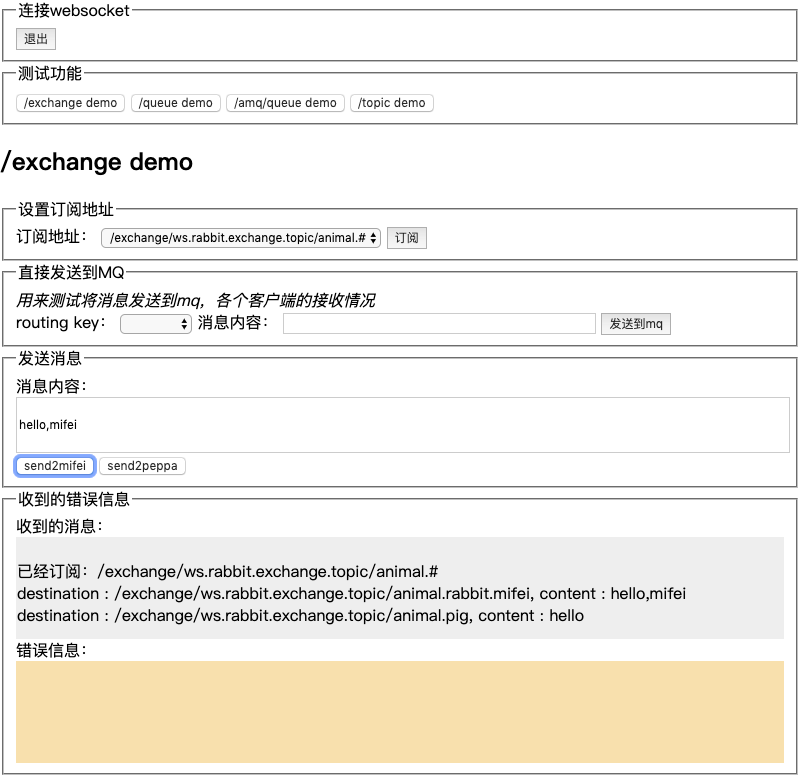 连接websocket
退出
测试功能
/exchange demo /queue demo /amq/queue demo /topic demo
/exchange demo
设置订阅地址
订阅地址： /exchange/ws.rabbit.exchange.topic/animal.# 订阅
直接发送到MQ
用来测试将消息发送到mq，各个客户端的接收情况
routing key： 消息内容： 发送到mq
发送消息
消息内容：
hello,mifei
send2mifei send2peppa
收到的错误信息
收到的消息：
已经订阅：/exchange/ws.rabbit.exchange.topic/animal.#
destination : /exchange/ws.rabbit.exchange.topic/animal.rabbit.mifei, content : hello,mifei
destination : /exchange/ws.rabbit.exchange.topic/animal.pig, content : hello
错误信息：